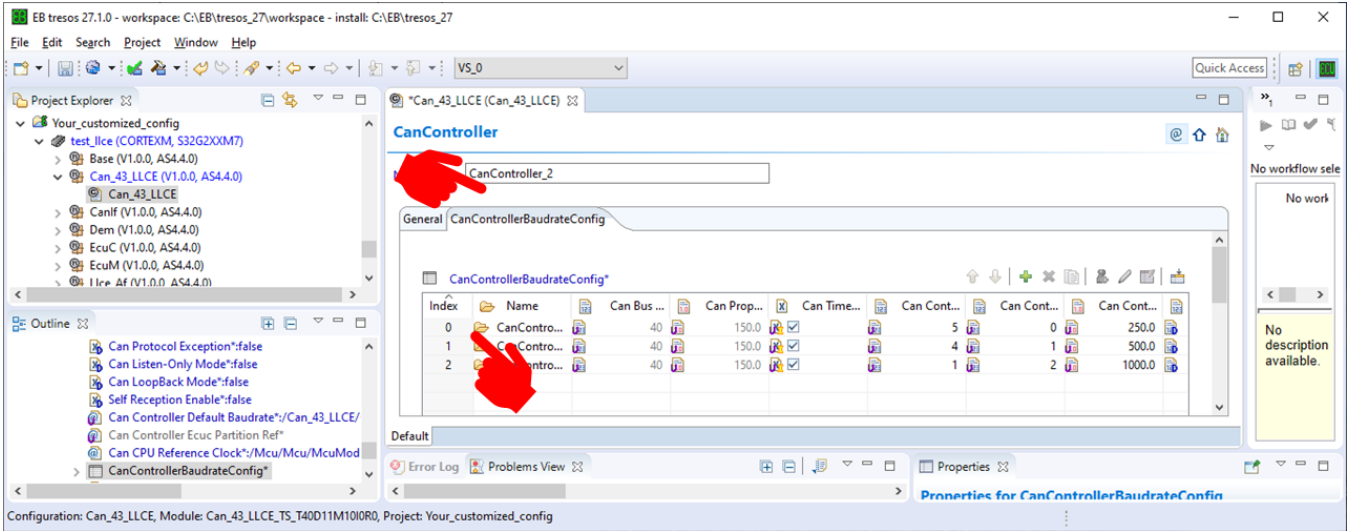 EB tresos 27.1.0 - workspace: C:\EB\tresos_27\workspace - install: C:\EB\tresos_27
File Edit Search Project Window Help
VS_0
Quick Access
Project Explorer
Your_customized_config
test_llce (CORTEXM, S32G2XXM7)
Base (V1.0.0, AS4.4.0)
Can_43_LLCE (V1.0.0, AS4.4.0)
Can_43_LLCE
CanIf (V1.0.0, AS4.4.0)
Dem (V1.0.0, AS4.4.0)
EcuC (V1.0.0, AS4.4.0)
EcuM (V1.0.0, AS4.4.0)
Llce_Af (V1.0.0, AS4.4.0)
Outline
Can Protocol Exception*:false
Can Listen-Only Mode*:false
Can LoopBack Mode*:false
Self Reception Enable*:false
Can Controller Default Baudrate*:/Can_43_LLCE/
Can Controller Ecuc Partition Ref*
Can CPU Reference Clock*:/Mcu/Mcu/McuMod
CanControllerBaudrateConfig*
*Can_43_LLCE (Can_43_LLCE)
CanController
CanController_2
General CanControllerBaudrateConfig
CanControllerBaudrateConfig*
Index Name Can Bus ... Can Prop... Can Time... Can Cont... Can Cont... Can Cont...
0 CanContro... 40 150.0 5 0 250.0
1 CanContro... 40 150.0 4 1 500.0
2 ontro... 40 150.0 1 2 1000.0
Default
Error Log Problems View
Properties
Properties for CanControllerBaudrateConfig
»1
No workflow sele
No work
No
description
available.
Configuration: Can_43_LLCE, Module: Can_43_LLCE_TS_T40D11M10I0R0, Project: Your_customized_config